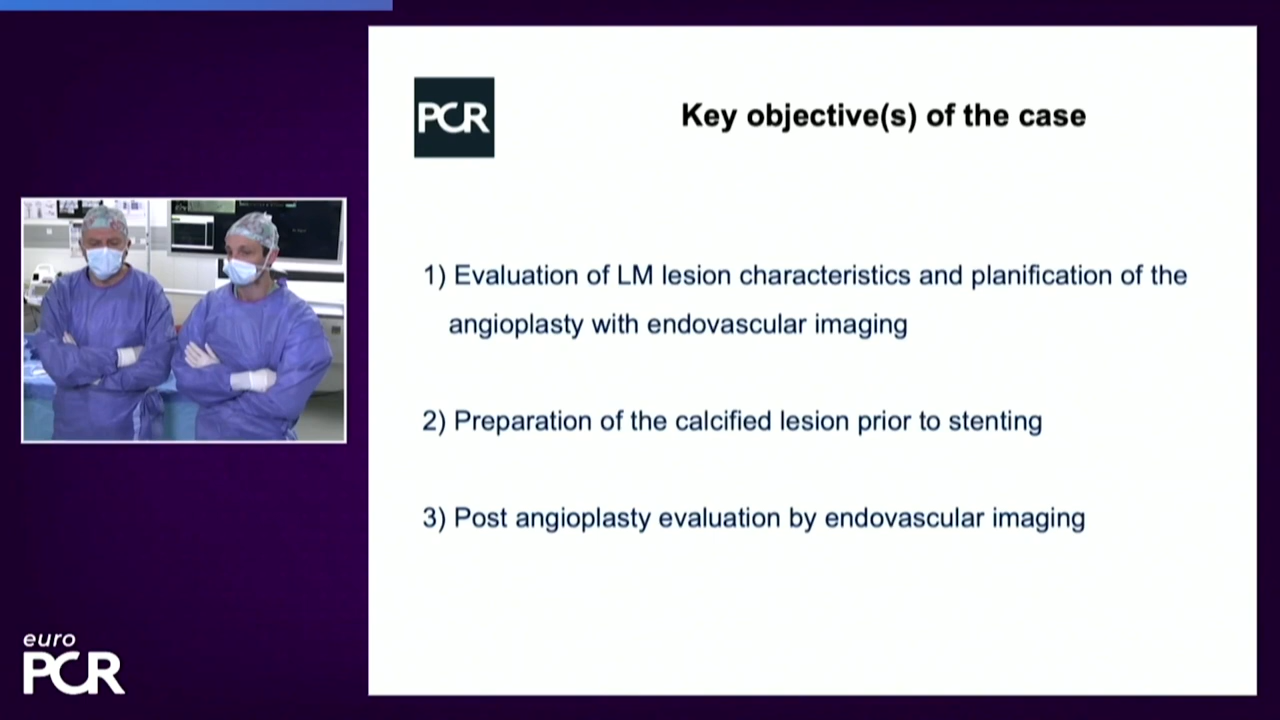 PCR
Key objective(s) of the case
1) Evaluation of LM lesion characteristics and planification of the
angioplasty with endovascular imaging
2) Preparation of the calcified lesion prior to stenting
3) Post angioplasty evaluation by endovascular imaging
euro
PCR